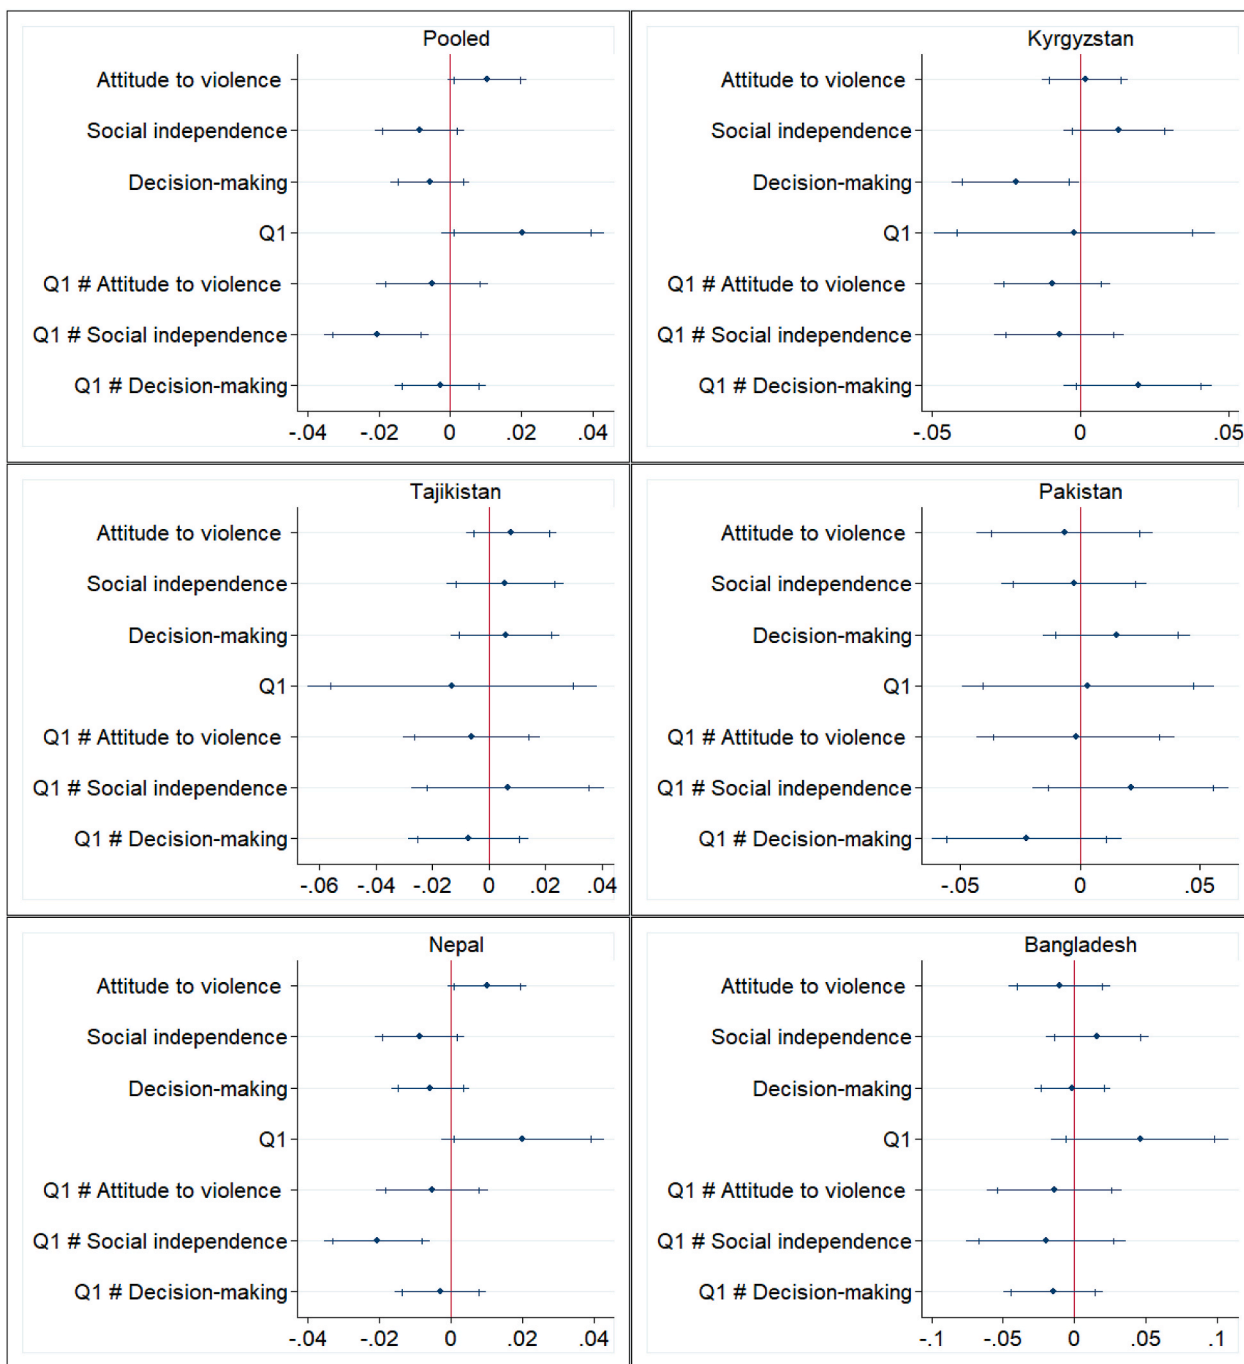 Pooled
Attitude to violence
Social independence
Decision-making
Q1
Q1 # Attitude to violence
Q1 # Social independence
Q1 # Decision-making
-.04 -.02 0 .02 .04
Kyrgyzstan
Attitude to violence
Social independence
Decision-making
Q1
Q1 # Attitude to violence
Q1 # Social independence
Q1 # Decision-making
-.05 0 .05
Tajikistan
Attitude to violence
Social independence
Decision-making
Q1
Q1 # Attitude to violence
Q1 # Social independence
Q1 # Decision-making
-.06 -.04 -.02 0 .02 .04
Pakistan
Attitude to violence
Social independence
Decision-making
Q1
Q1 # Attitude to violence
Q1 # Social independence
Q1 # Decision-making
-.05 0 .05
Nepal
Attitude to violence
Social independence
Decision-making
Q1
Q1 # Attitude to violence
Q1 # Social independence
Q1 # Decision-making
-.04 -.02 0 .02 .04
Bangladesh
Attitude to violence
Social independence
Decision-making
Q1
Q1 # Attitude to violence
Q1 # Social independence
Q1 # Decision-making
-.1 -.05 0 .05 .1